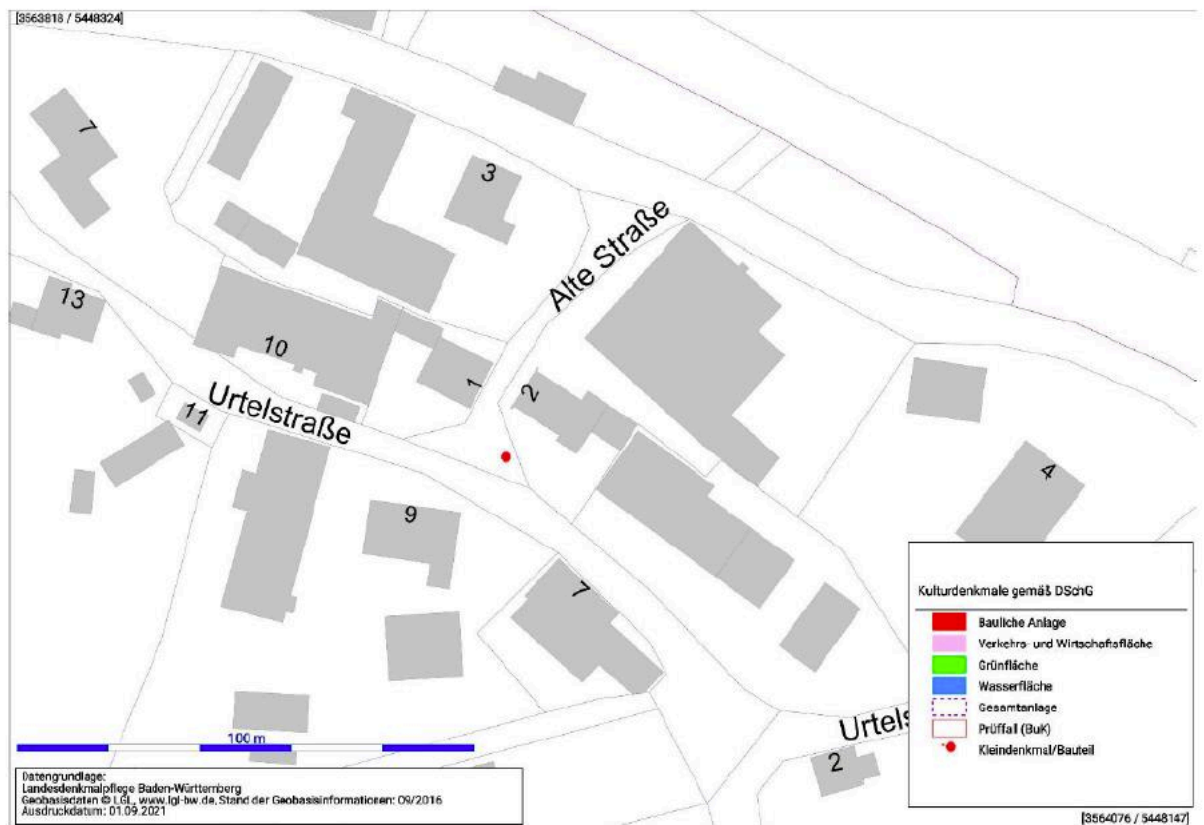 [3563818 / 5448324]
7
3
Alte Straße
13
10
1
2
11
Urtelstraße
9
4
7
Kulturdenkmale gemäß DSchG
Bauliche Anlage
Verkehrs- und Wirtschaftsfläche
Grünfläche
Wasserfläche
Gesamtanlage
Prüffall (BuK)
Kleindenkmal/Bauteil
Urtels
2
100 m
Datengrundlage:
Landesdenkmalpflege Baden-Württemberg
Geobasisdaten © LGL, www.lgl-bw.de, Stand der Geobasisinformationen: 09/2016
Ausdruckdatum: 01.09.2021
[3564076 / 5448147]